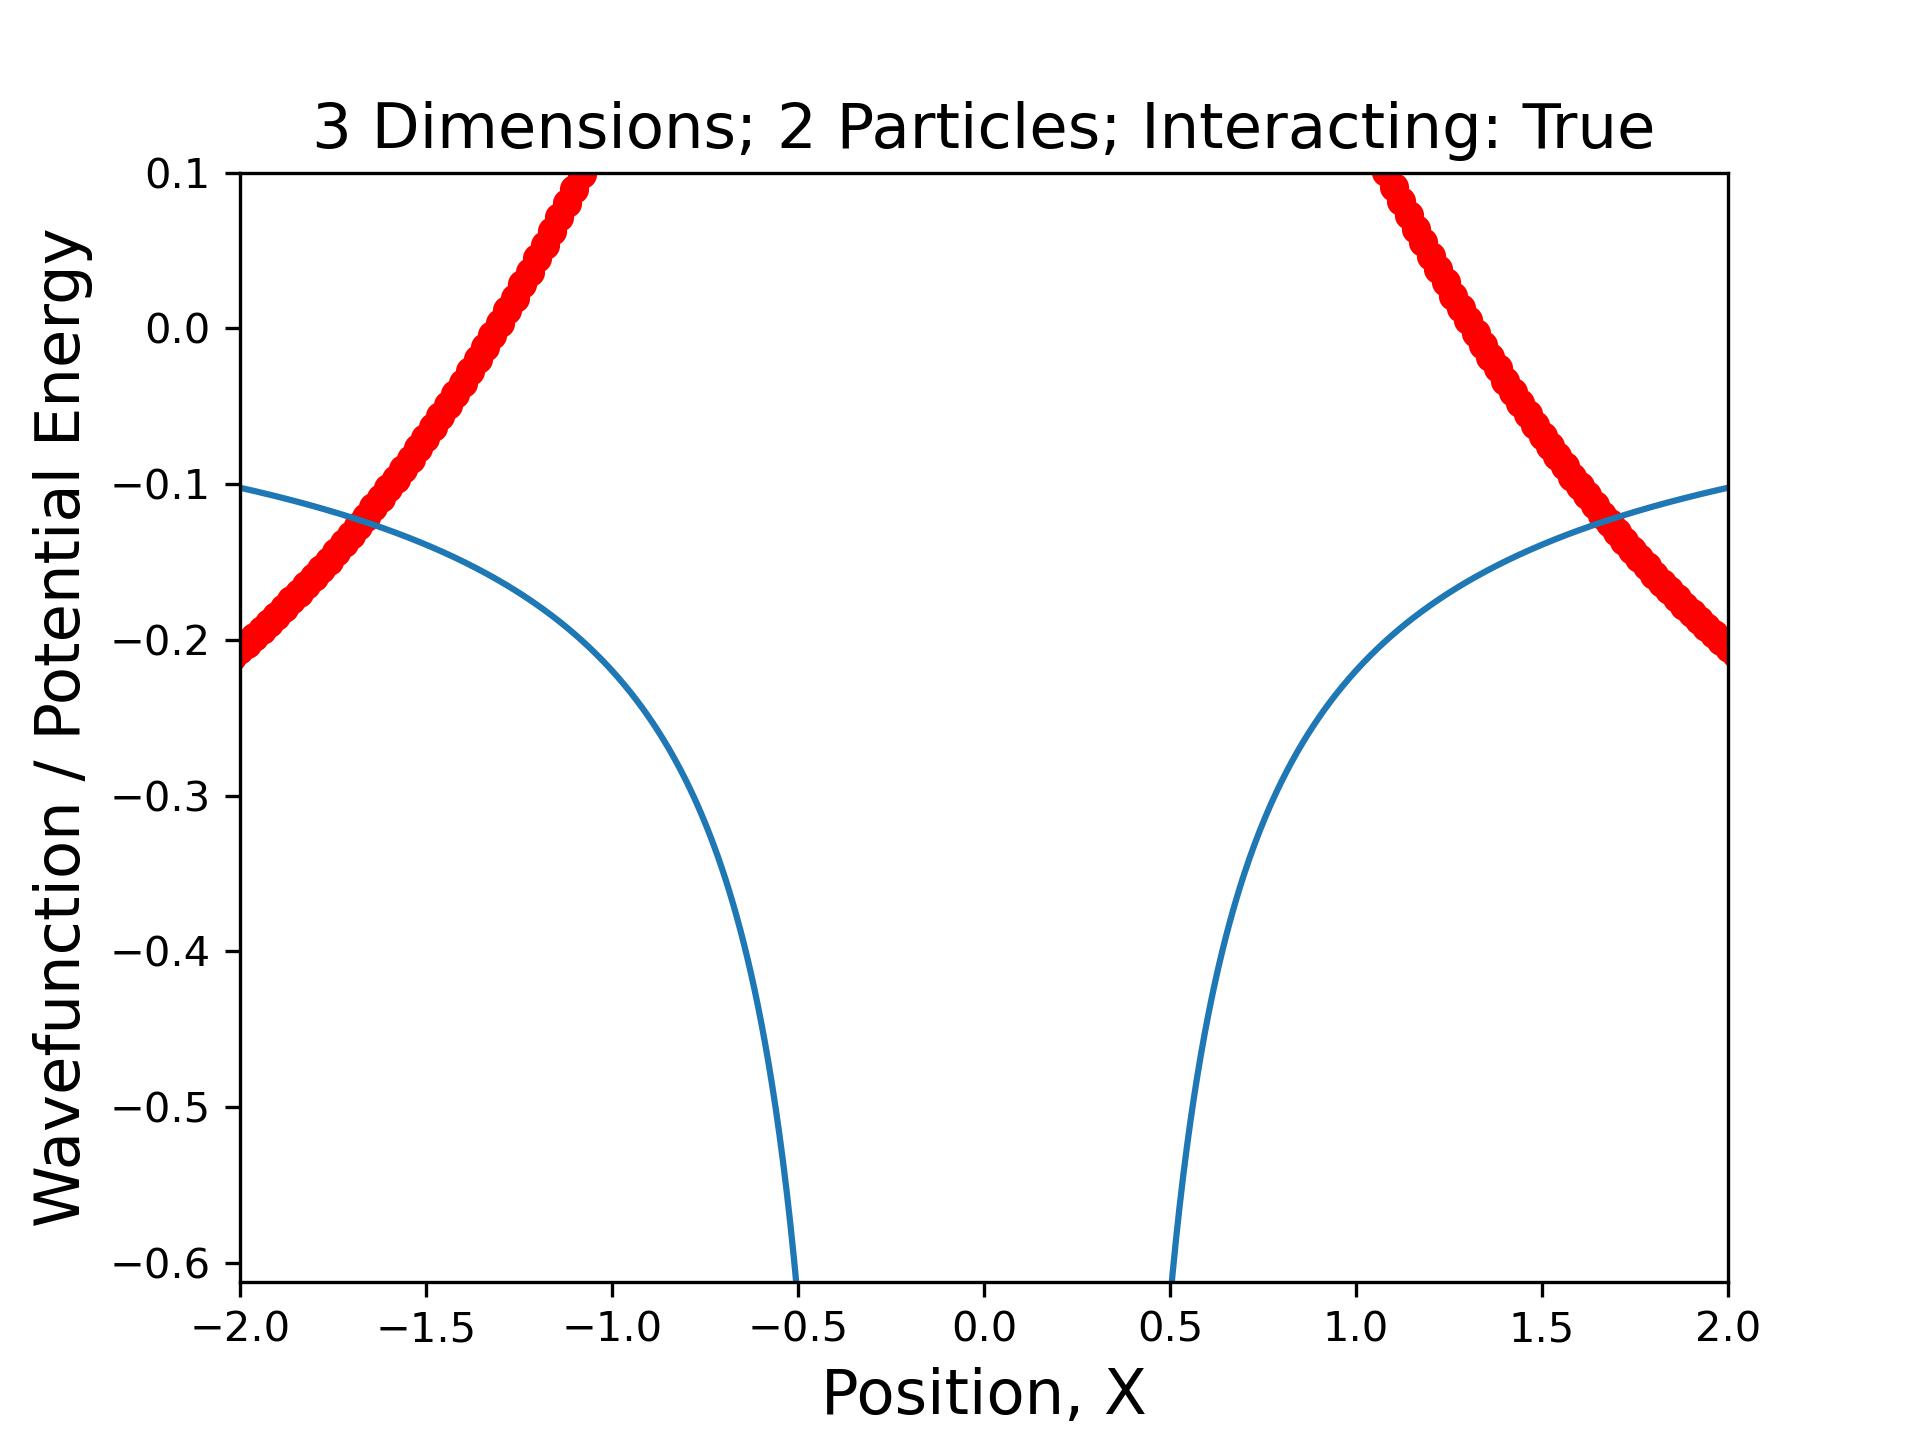 3 Dimensions; 2 Particles; Interacting: True
Wavefunction / Potential Energy
0.1
0.0
−0.1
−0.2
−0.3
−0.4
−0.5
−0.6
−2.0 −1.5 −1.0 −0.5 0.0 0.5 1.0 1.5 2.0
Position, X